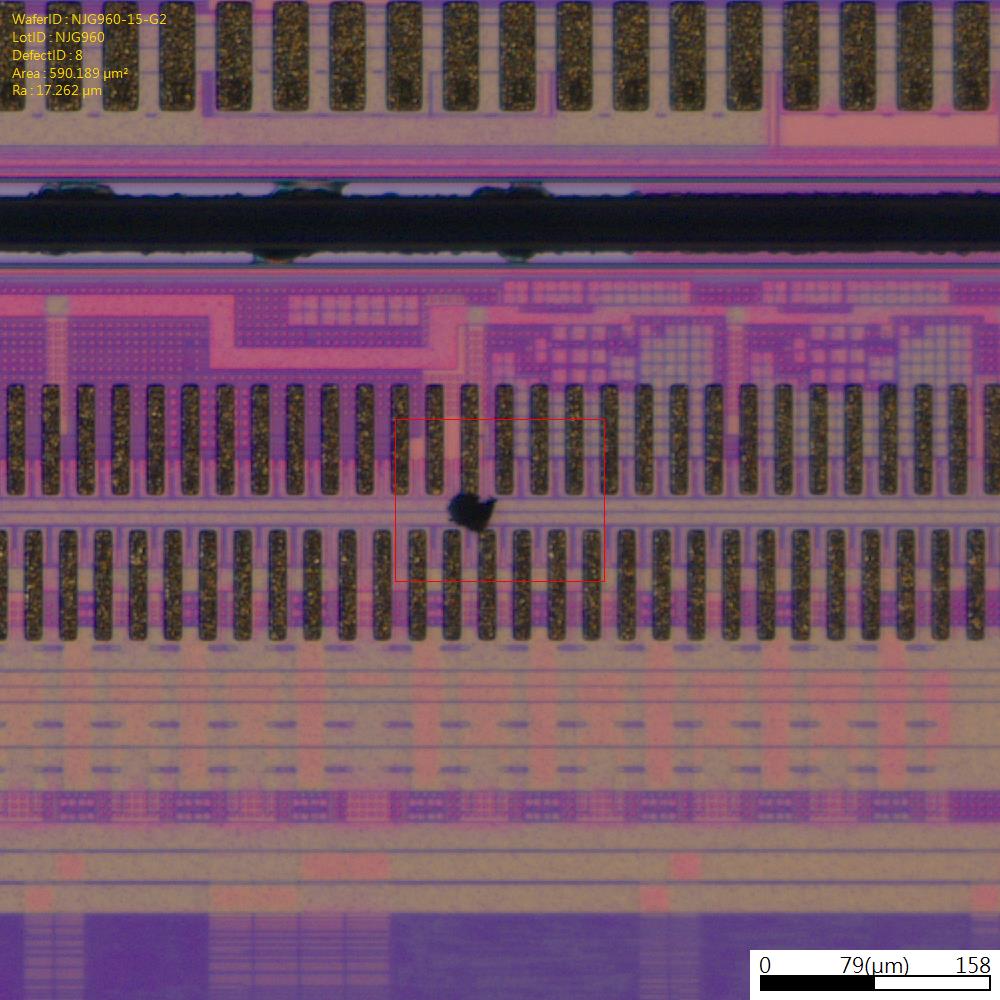 WaferID : NJG960-15-G2
LotID : NJG960
DefectID : 8
Area : 590.189 µm²
Ra : 17.262 µm
0 79(µm) 158